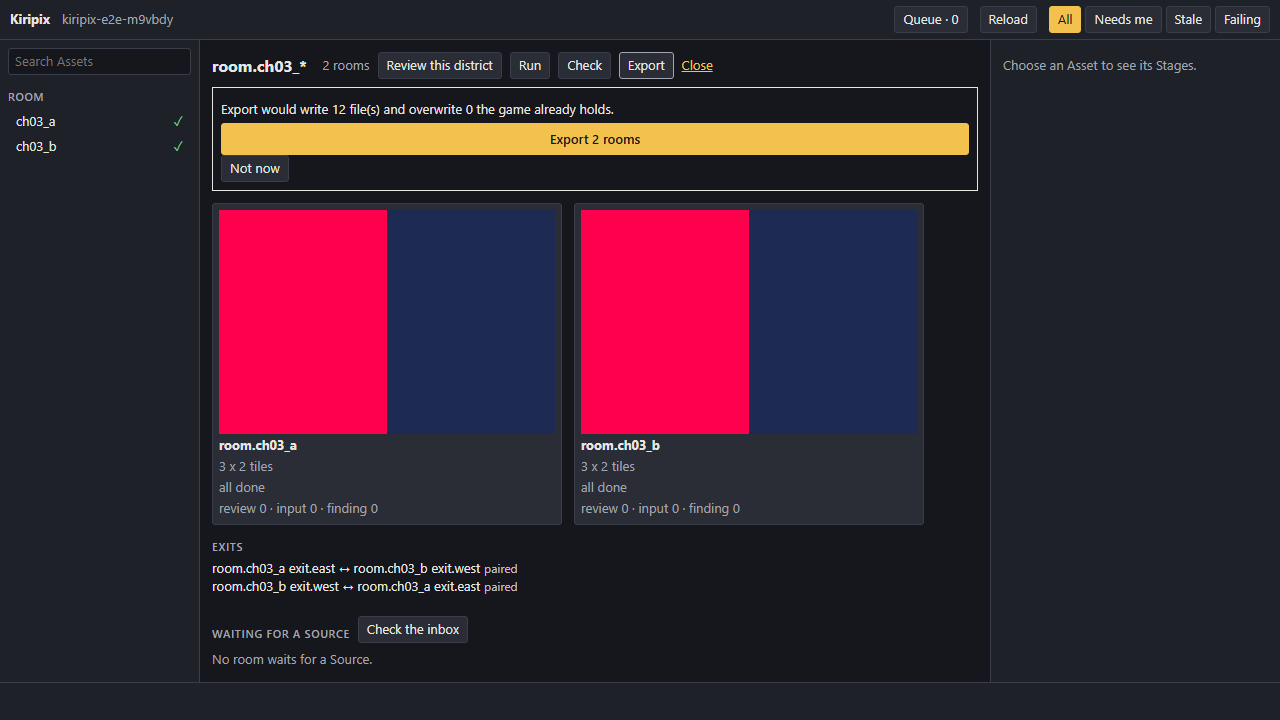 Kiripix kiripix-e2e-m9vbdy Queue · 0 Reload All Needs me Stale Failing
Search Assets
ROOM
ch03_a ✓
ch03_b ✓
room.ch03_* 2 rooms Review this district Run Check Export Close
Export would write 12 file(s) and overwrite 0 the game already holds.
Export 2 rooms
Not now
room.ch03_a
3 x 2 tiles
all done
review 0 · input 0 · finding 0
room.ch03_b
3 x 2 tiles
all done
review 0 · input 0 · finding 0
EXITS
room.ch03_a exit.east ↔ room.ch03_b exit.west paired
room.ch03_b exit.west ↔ room.ch03_a exit.east paired
WAITING FOR A SOURCE Check the inbox
No room waits for a Source.
Choose an Asset to see its Stages.